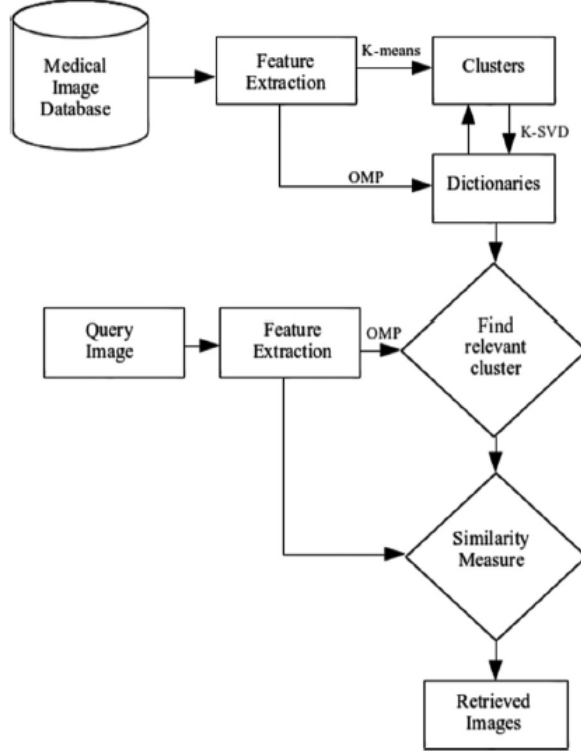 Medical
Image
Database
Feature
Extraction
K-means
Clusters
K-SVD
OMP
Dictionaries
Query
Image
Feature
Extraction
OMP
Find
relevant
cluster
Similarity
Measure
Retrieved
Images